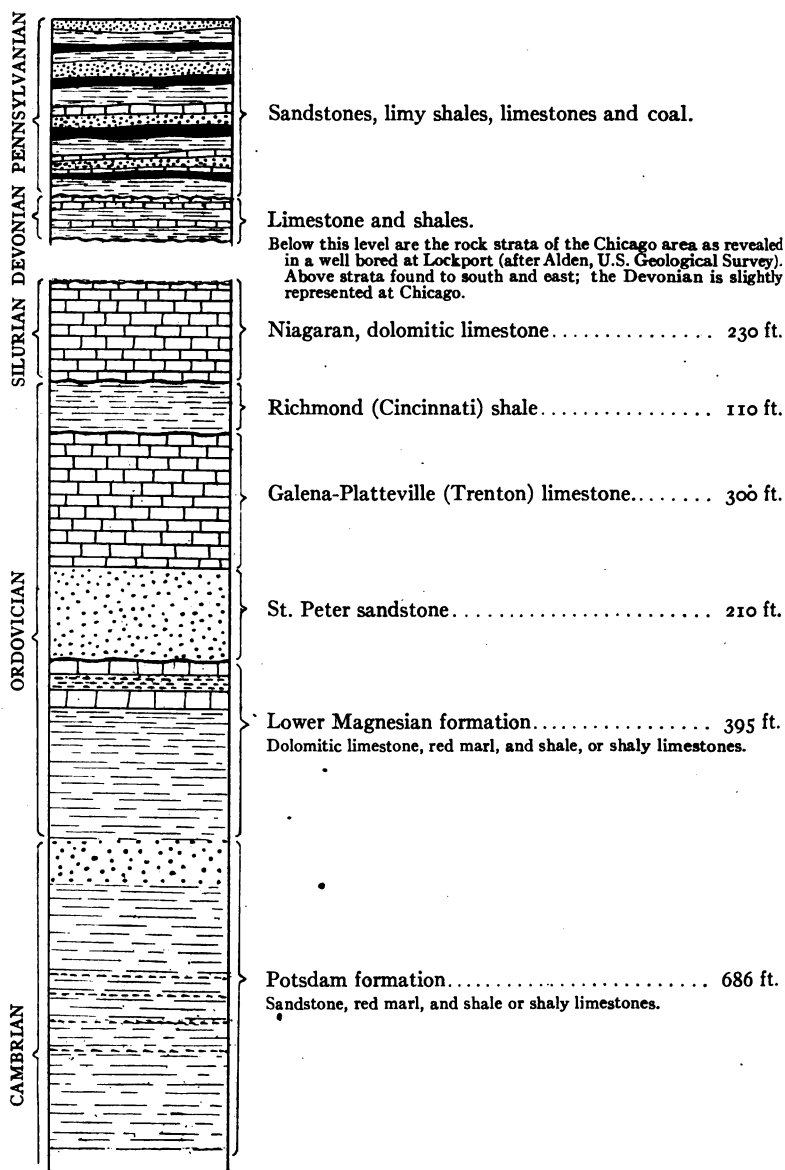 PENNSYLVANIAN
Sandstones, limy shales, limestones and coal.
DEVONIAN
Limestone and shales.
Below this level are the rock strata of the Chicago area as revealed
in a well bored at Lockport (after Alden, U.S. Geological Survey).
Above strata found to south and east; the Devonian is slightly
represented at Chicago.
SILURIAN
Niagaran, dolomitic limestone............... 230 ft.
ORDOVICIAN
Richmond (Cincinnati) shale................ 110 ft.
Galena-Platteville (Trenton) limestone........ 300 ft.
St. Peter sandstone........................ 210 ft.
Lower Magnesian formation................. 395 ft.
Dolomitic limestone, red marl, and shale, or shaly limestones.
CAMBRIAN
Potsdam formation......................... 686 ft.
Sandstone, red marl, and shale or shaly limestones.